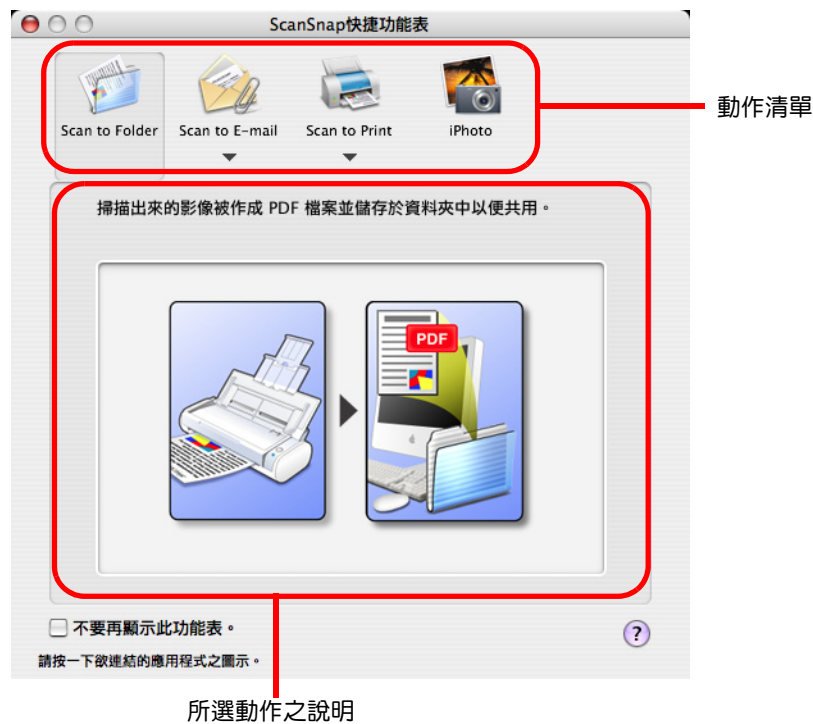 ScanSnap快捷功能表
Scan to Folder
Scan to E-mail
Scan to Print
iPhoto
動作清單
掃描出來的影像被作成 PDF 檔案並儲存於資料夾中以便共用。
PDF
不要再顯示此功能表。
?
請按一下欲連結的應用程式之圖示。
所選動作之說明